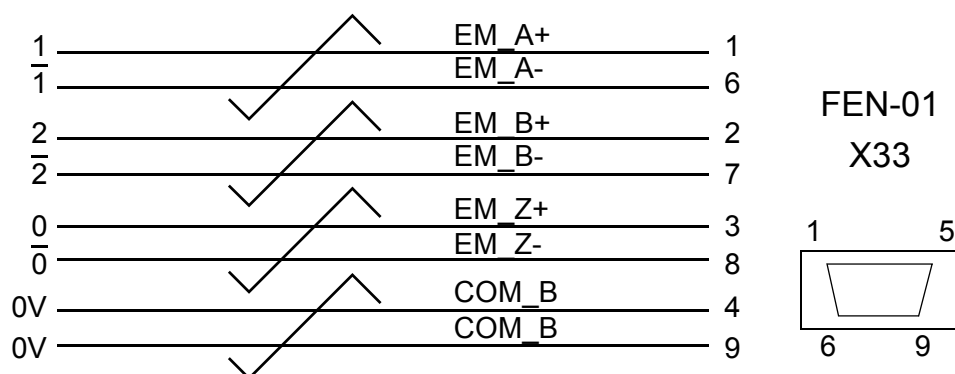 1 EM_A+ 1
1̅ EM_A- 6
2 EM_B+ 2
2̅ EM_B- 7
0 EM_Z+ 3
0̅ EM_Z- 8
0V COM_B 4
0V COM_B 9
FEN-01
X33
1 5
6 9